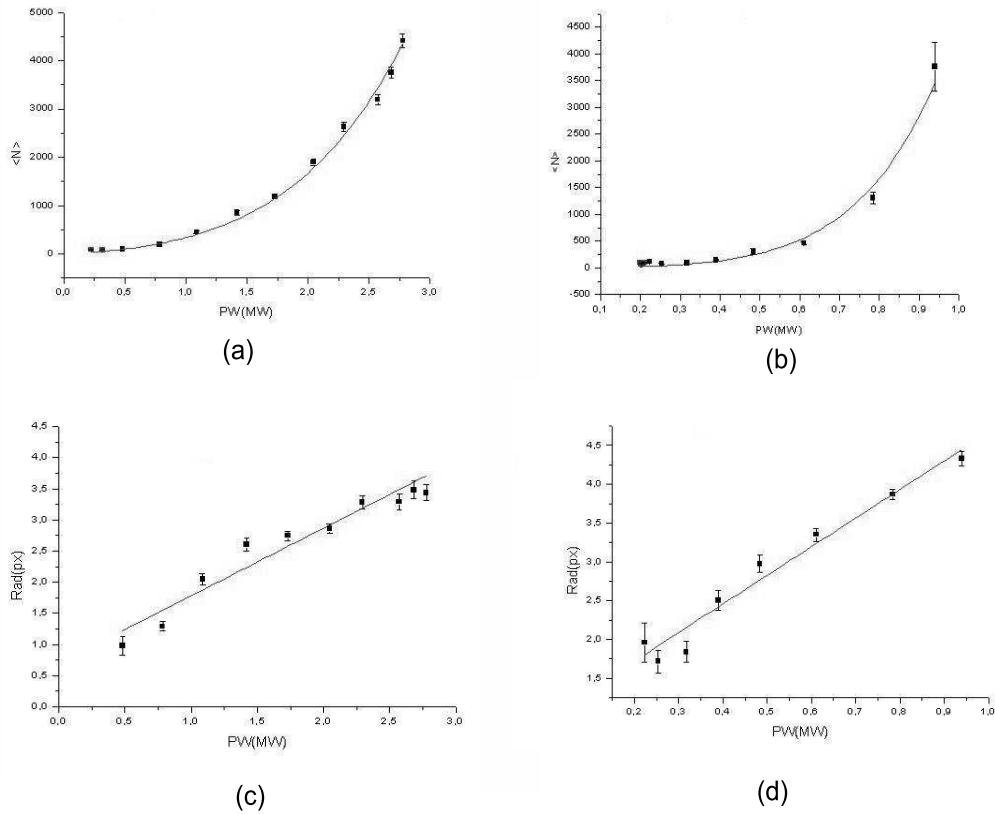 5000
4000
3000
2000
1000
0
<N>
0,0 0,5 1,0 1,5 2,0 2,5 3,0
PW(MW)
(a)
4500
4000
3500
3000
2500
2000
1500
1000
500
0
-500
<N>
0,1 0,2 0,3 0,4 0,5 0,6 0,7 0,8 0,9 1,0
PW(MW)
(b)
4,5
4,0
3,5
3,0
2,5
2,0
1,5
1,0
0,5
0,0
Rad(px)
0,0 0,5 1,0 1,5 2,0 2,5 3,0
PW(MW)
(c)
4,5
4,0
3,5
3,0
2,5
2,0
1,5
Rad(px)
0,2 0,3 0,4 0,5 0,6 0,7 0,8 0,9 1,0
PW(MW)
(d)